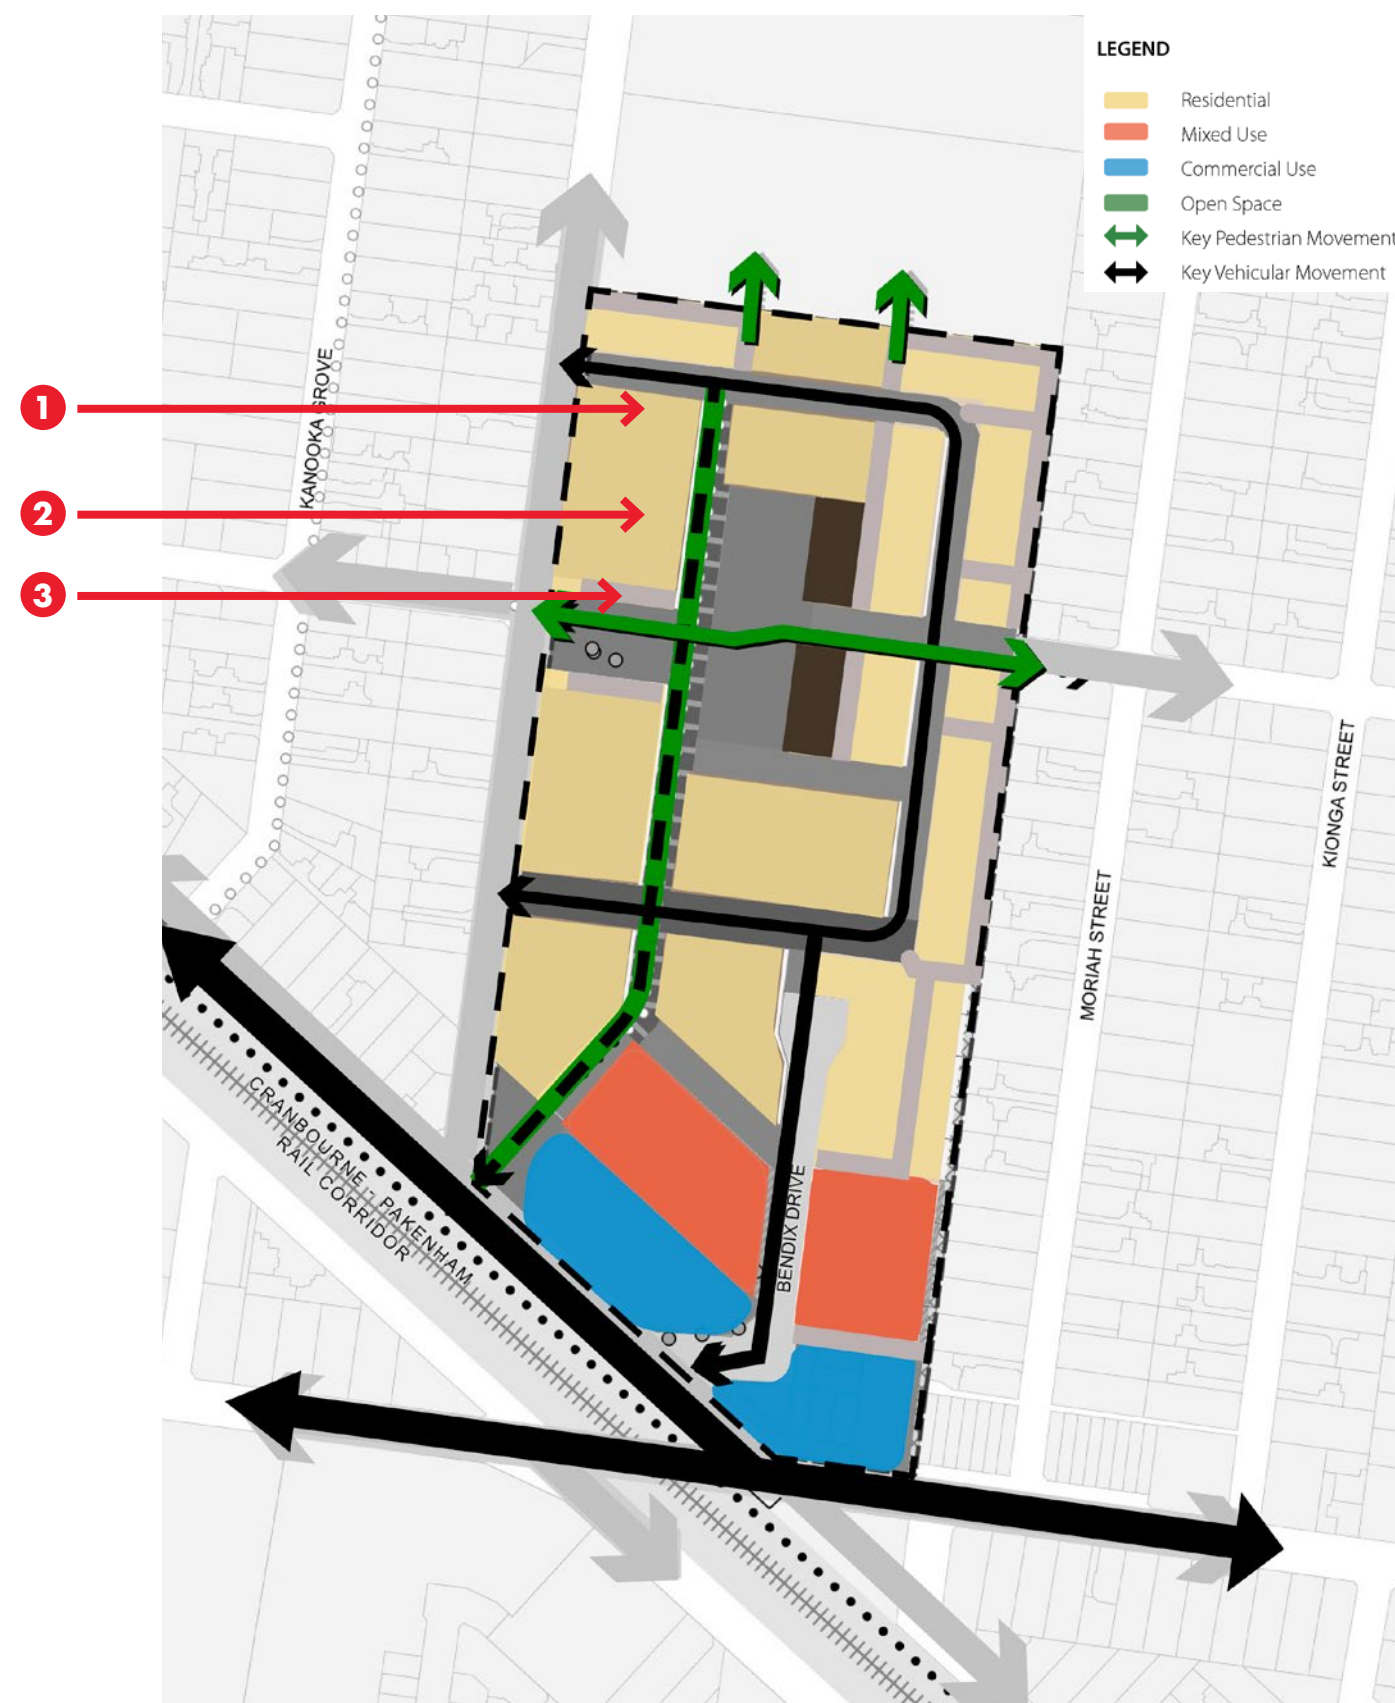 LEGEND
Residential
Mixed Use
Commercial Use
Open Space
Key Pedestrian Movement
Key Vehicular Movement
1
2
3
KANOOKA GROVE
KIONGA STREET
MORIAH STREET
BENDIX DRIVE
CRANBOURNE - PAKENHAM
RAIL CORRIDOR